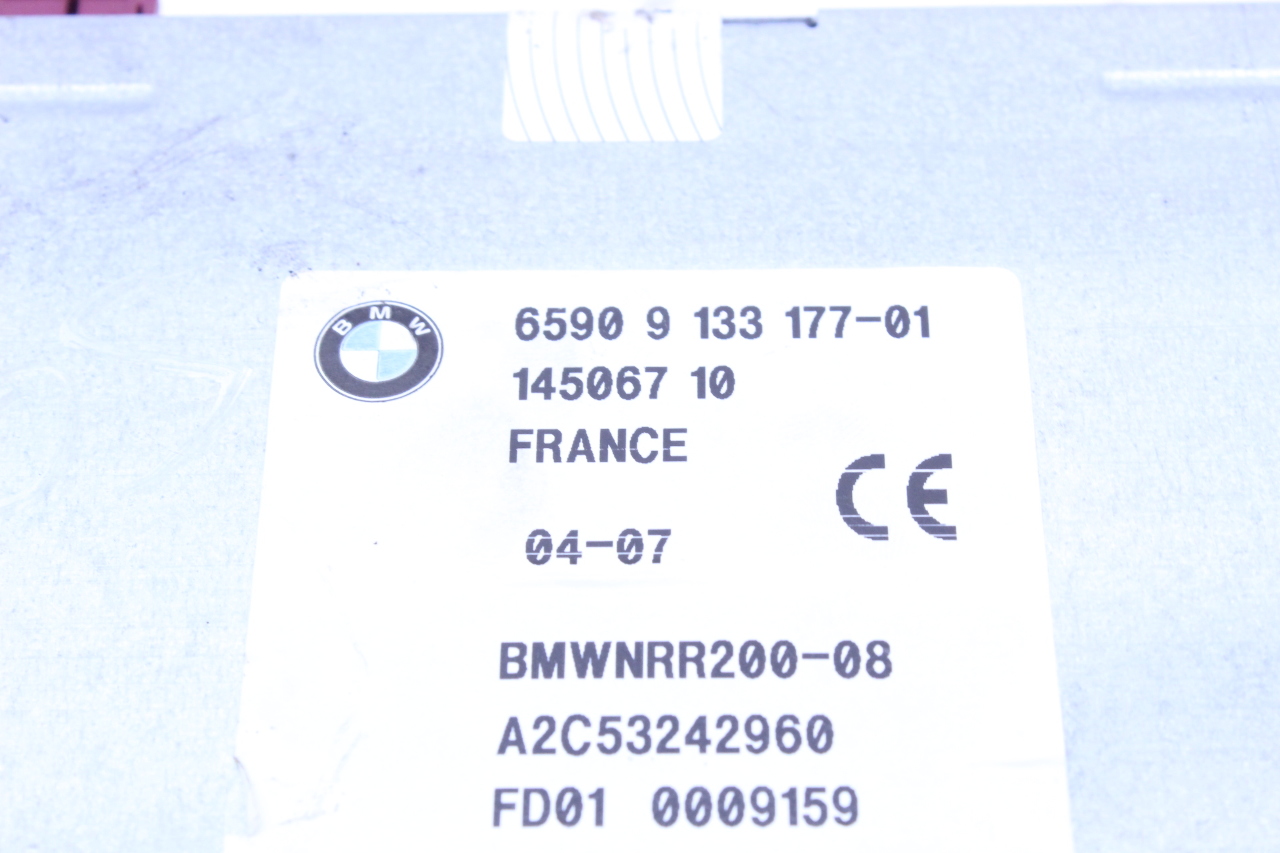 BMW
6590 9 133 177-01
145067 10
FRANCE
CE
04-07
BMWNRR200-08
A2C53242960
FD01 0009159